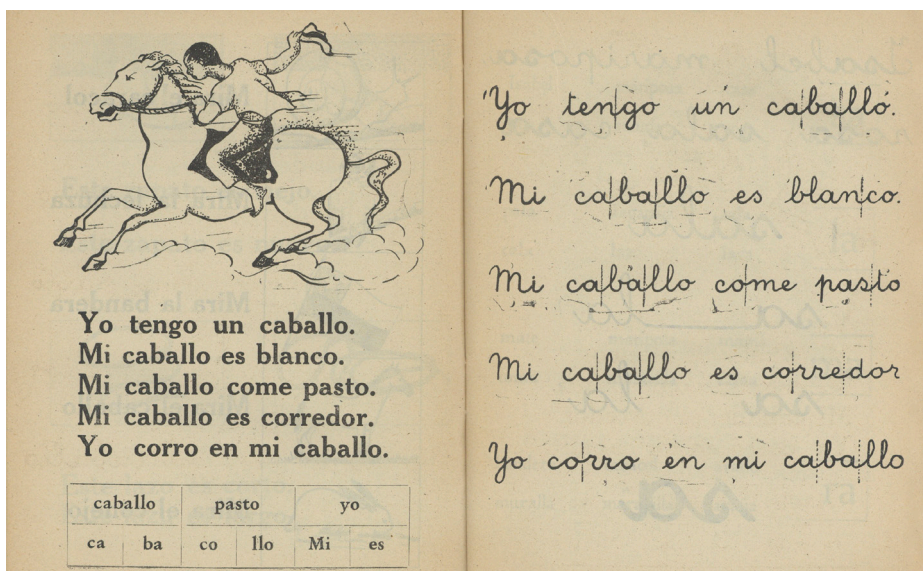 Yo tengo un caballo.
Mi caballo es blanco.
Mi caballo come pasto.
Mi caballo es corredor.
Yo corro en mi caballo.
caballo pasto yo
ca ba co llo Mi es
Yo tengo un caballo.
Mi caballo es blanco.
Mi caballo come pasto
Mi caballo es corredor
Yo corro en mi caballo